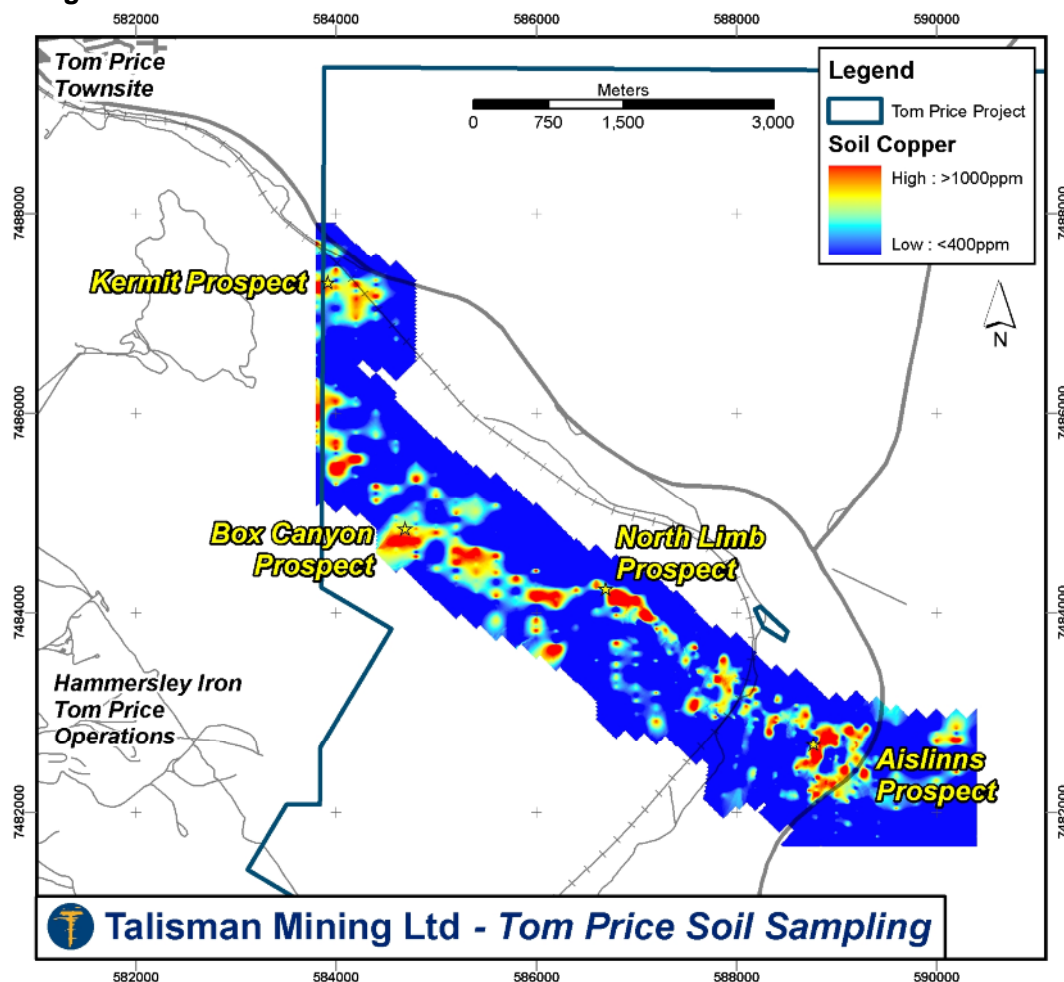 582000 584000 586000 588000 590000
Tom Price
Townsite
Meters
0 750 1,500 3,000
Legend
Tom Price Project
Soil Copper
High : >1000ppm
Low : <400ppm
N
7488000 7488000
Kermit Prospect
7486000 7486000
Box Canyon
Prospect
North Limb
Prospect
7484000 7484000
Hammersley Iron
Tom Price
Operations
Aislinns
Prospect
7482000 7482000
Talisman Mining Ltd - Tom Price Soil Sampling
582000 584000 586000 588000 590000